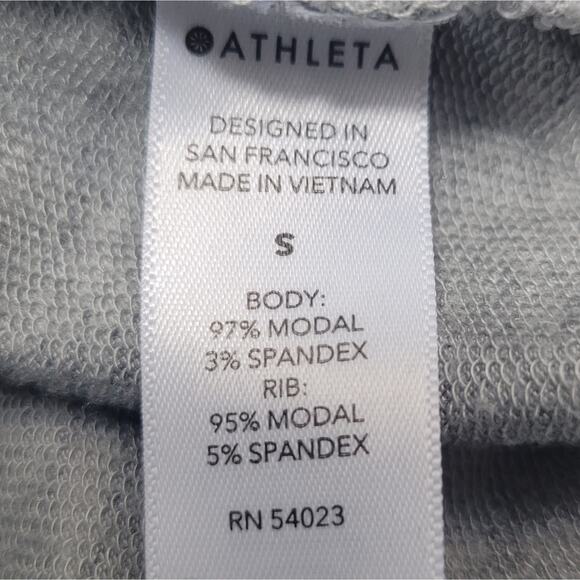 ATHLETA
DESIGNED IN
SAN FRANCISCO
MADE IN VIETNAM
S
BODY:
97% MODAL
3% SPANDEX
RIB:
95% MODAL
5% SPANDEX
RN 54023